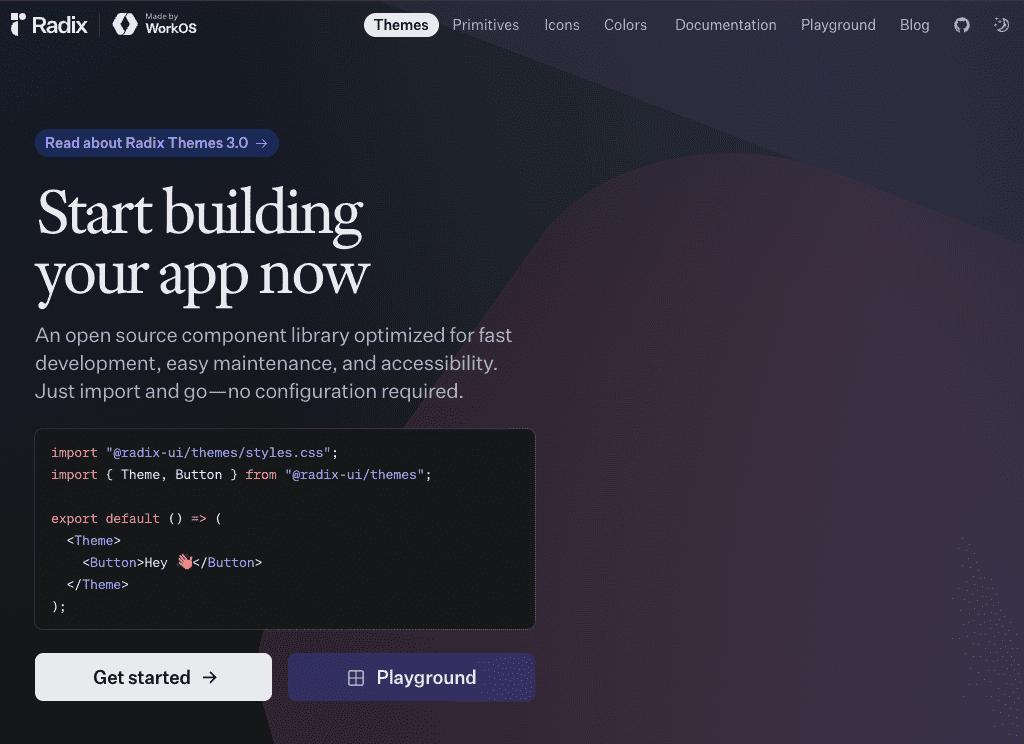 Radix
Made by
WorkOS
Themes
Primitives
Icons
Colors
Documentation
Playground
Blog
Read about Radix Themes 3.0 →
Start building
your app now
An open source component library optimized for fast
development, easy maintenance, and accessibility.
Just import and go—no configuration required.
import "@radix-ui/themes/styles.css";
import { Theme, Button } from "@radix-ui/themes";

export default () => (
  <Theme>
    <Button>Hey 👋</Button>
  </Theme>
);
Get started →
Playground